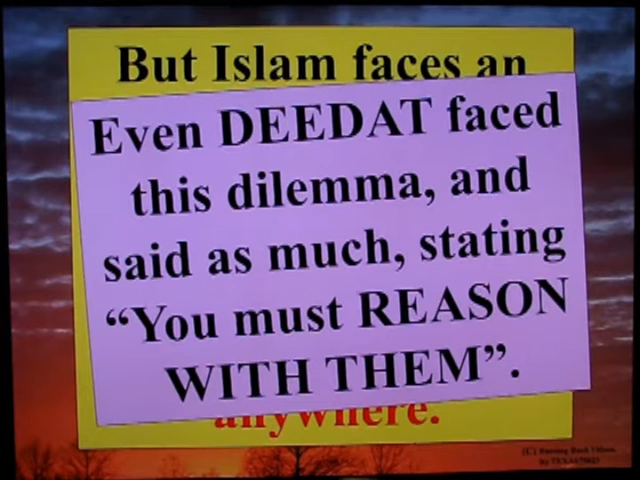 But Islam faces an
Even DEEDAT faced
this dilemma, and
said as much, stating
“You must REASON
WITH THEM”.
anywhere.